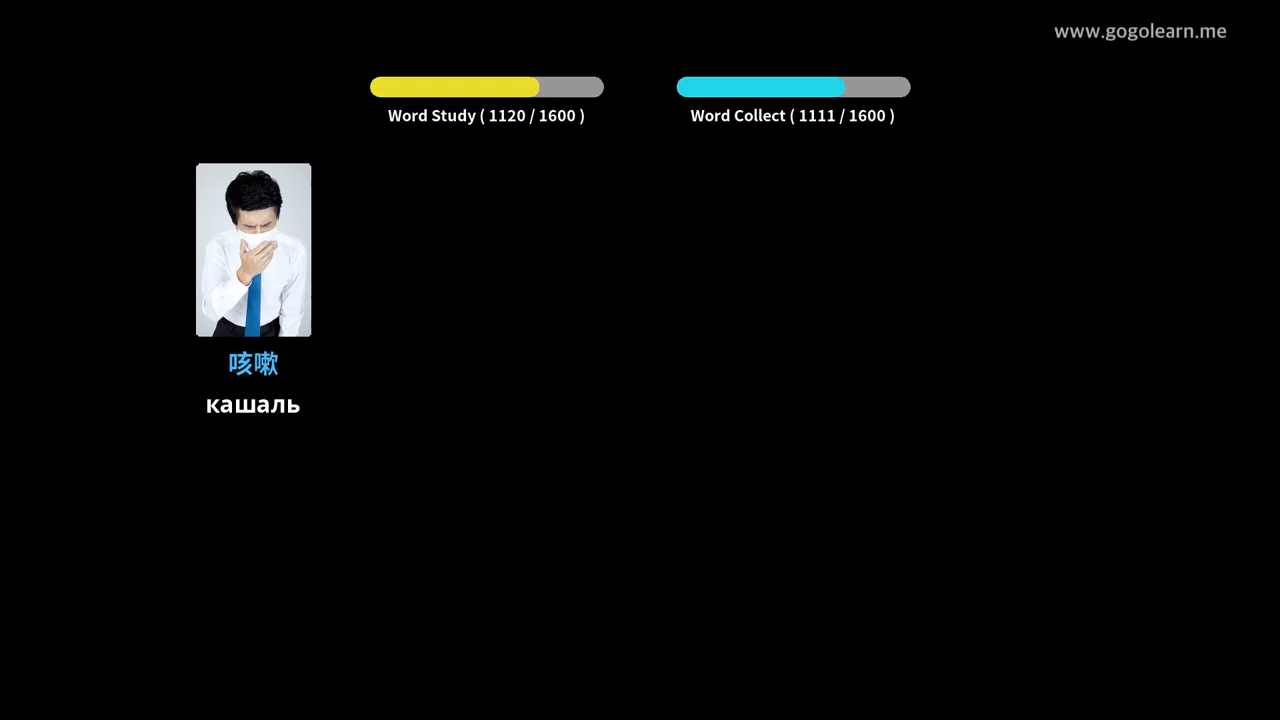 www.gogolearn.me
Word Study ( 1120 / 1600 )
Word Collect ( 1111 / 1600 )
咳嗽
кашаль